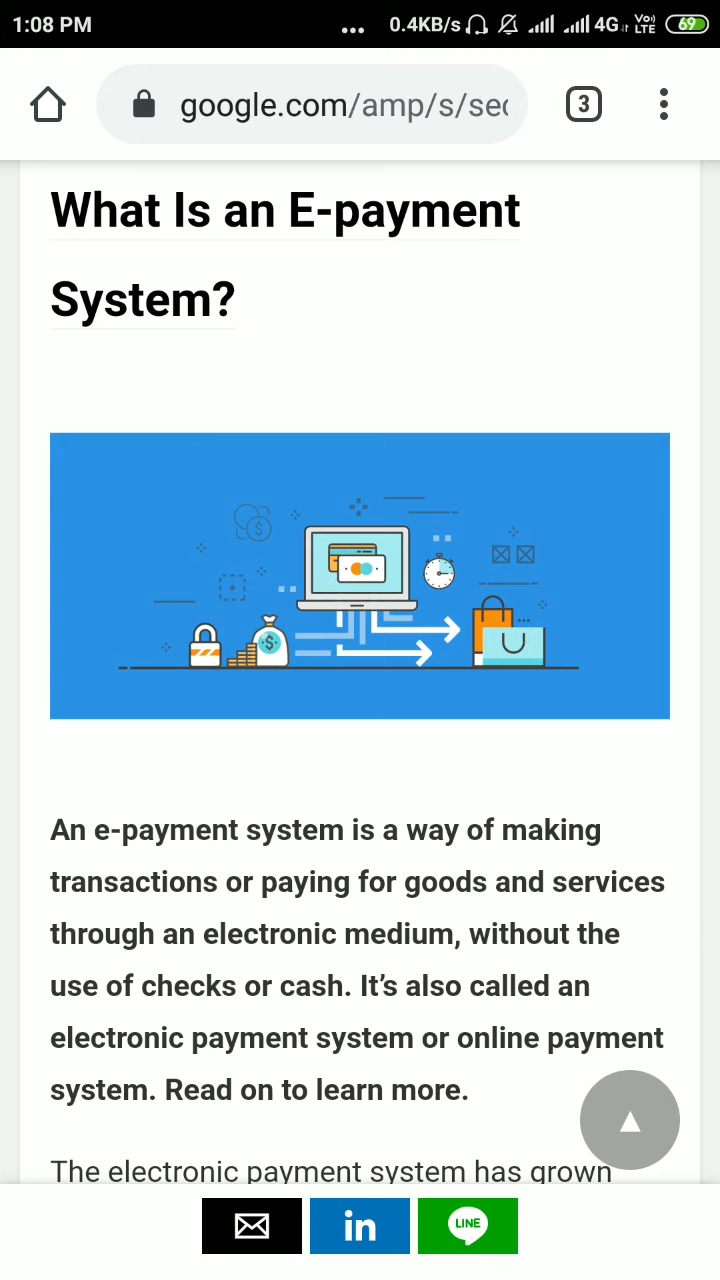 1:08 PM ... 0.4KB/s 4G Vo)) LTE 69
google.com/amp/s/sec
3
What Is an E-payment
System?
An e-payment system is a way of making
transactions or paying for goods and services
through an electronic medium, without the
use of checks or cash. It’s also called an
electronic payment system or online payment
system. Read on to learn more.
The electronic payment system has grown
in
LINE